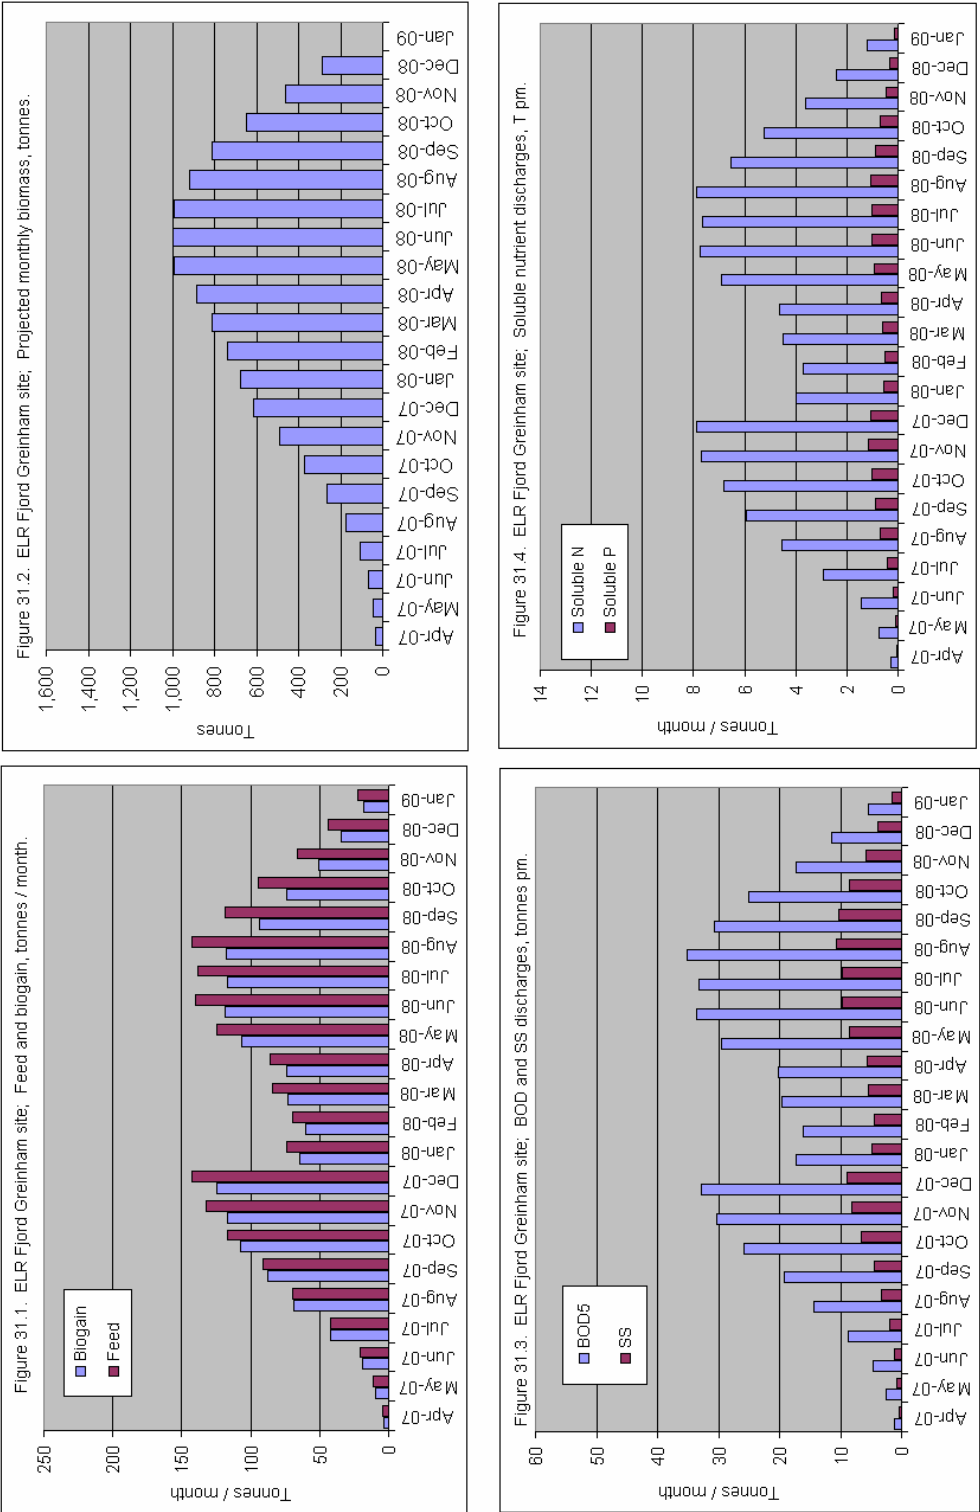 Figure 31.1. ELR Fjord Greinham site; Feed and biogain, tonnes / month.
Tonnes / month
250
200
150
100
50
0
Biogain
Feed
Apr-07
May-07
Jun-07
Jul-07
Aug-07
Sep-07
Oct-07
Nov-07
Dec-07
Jan-08
Feb-08
Mar-08
Apr-08
May-08
Jun-08
Jul-08
Aug-08
Sep-08
Oct-08
Nov-08
Dec-08
Jan-09
Figure 31.2. ELR Fjord Greinham site; Projected monthly biomass, tonnes.
Tonnes
1,600
1,400
1,200
1,000
800
600
400
200
0
Apr-07
May-07
Jun-07
Jul-07
Aug-07
Sep-07
Oct-07
Nov-07
Dec-07
Jan-08
Feb-08
Mar-08
Apr-08
May-08
Jun-08
Jul-08
Aug-08
Sep-08
Oct-08
Nov-08
Dec-08
Jan-09
Figure 31.3. ELR Fjord Greinham site; BOD and SS discharges, tonnes pm.
Tonnes / month
60
50
40
30
20
10
0
BOD5
SS
Apr-07
May-07
Jun-07
Jul-07
Aug-07
Sep-07
Oct-07
Nov-07
Dec-07
Jan-08
Feb-08
Mar-08
Apr-08
May-08
Jun-08
Jul-08
Aug-08
Sep-08
Oct-08
Nov-08
Dec-08
Jan-09
Figure 31.4. ELR Fjord Greinham site; Soluble nutrient discharges, T pm.
Tonnes / month
14
12
10
8
6
4
2
0
Soluble N
Soluble P
Apr-07
May-07
Jun-07
Jul-07
Aug-07
Sep-07
Oct-07
Nov-07
Dec-07
Jan-08
Feb-08
Mar-08
Apr-08
May-08
Jun-08
Jul-08
Aug-08
Sep-08
Oct-08
Nov-08
Dec-08
Jan-09